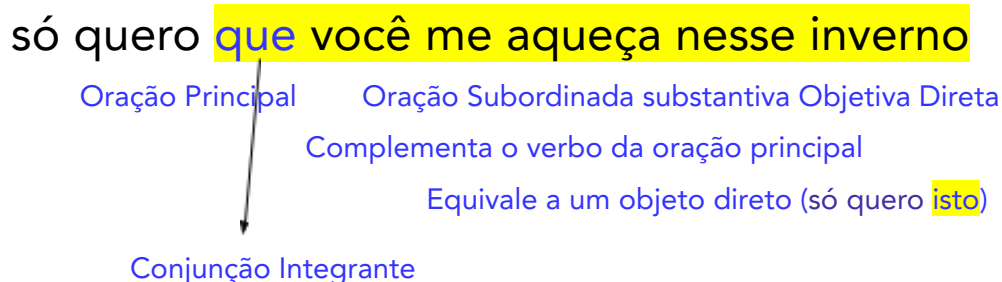 só quero que você me aqueça nesse inverno
Oração Principal Oração Subordinada substantiva Objetiva Direta
Complementa o verbo da oração principal
Equivale a um objeto direto (só quero isto)
Conjunção Integrante